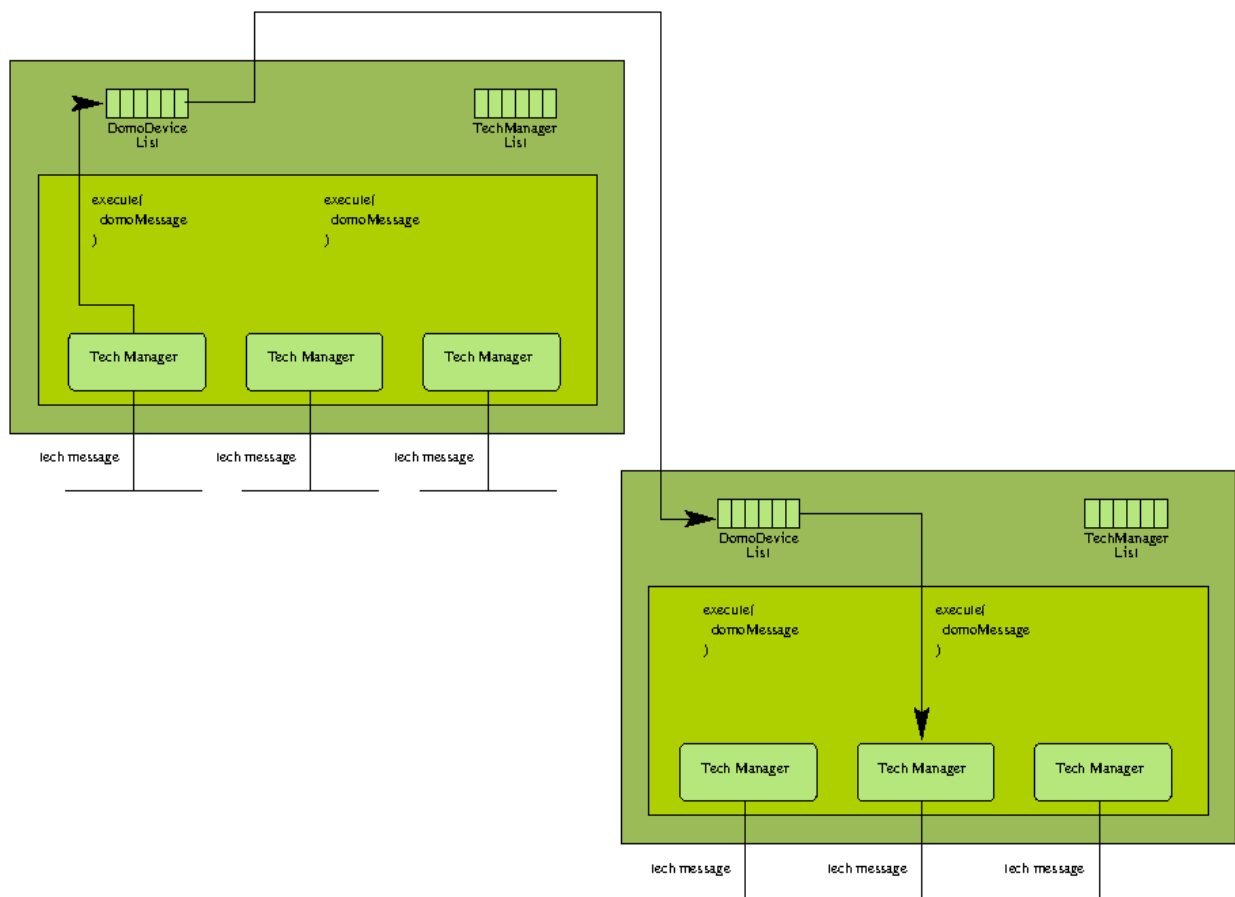 DomoDevice
List
TechManager
List
execute(
domoMessage
)
execute(
domoMessage
)
Tech Manager
Tech Manager
Tech Manager
tech message
tech message
tech message
DomoDevice
List
TechManager
List
execute(
domoMessage
)
execute(
domoMessage
)
Tech Manager
Tech Manager
Tech Manager
tech message
tech message
tech message